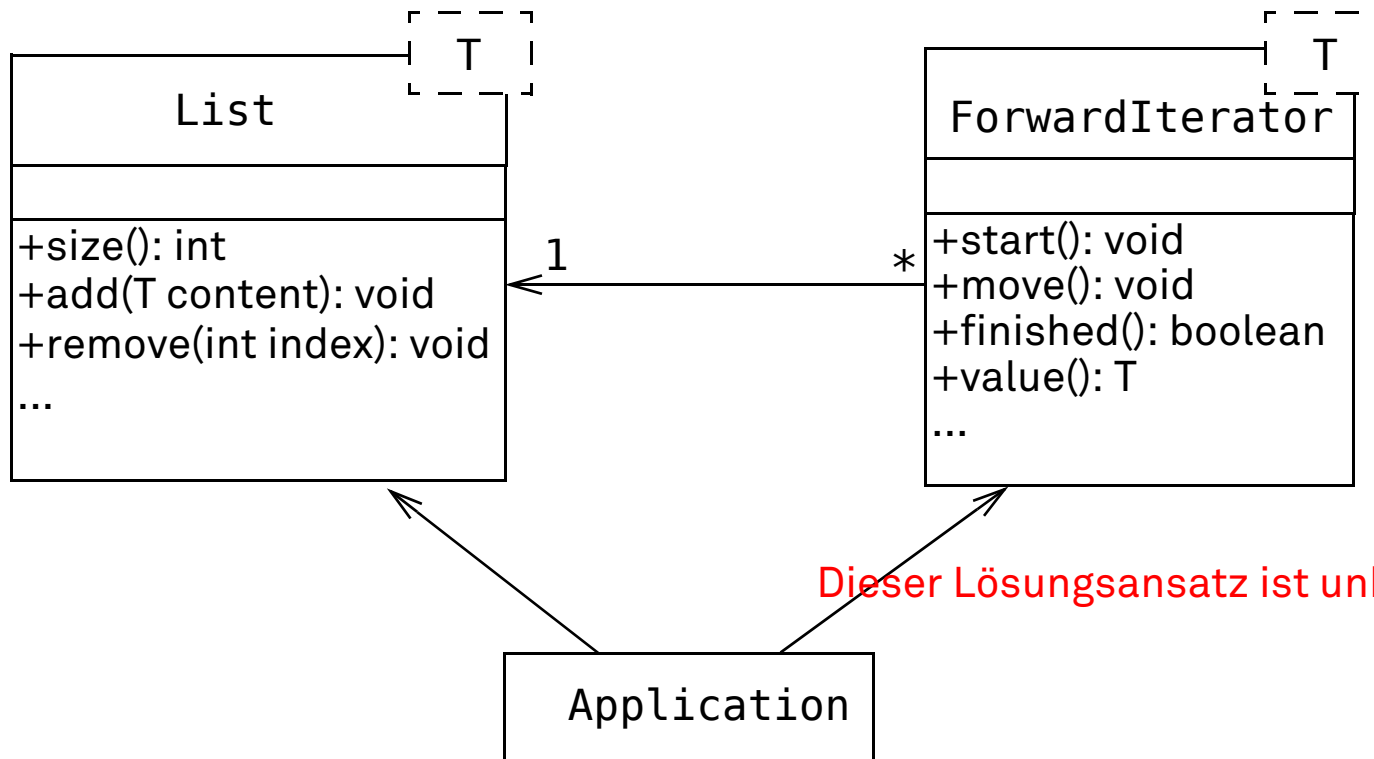 T
List
+size(): int
+add(T content): void
+remove(int index): void
...
1
*
T
ForwardIterator
+start(): void
+move(): void
+finished(): boolean
+value(): T
...
Dieser Lösungsansatz ist
Application